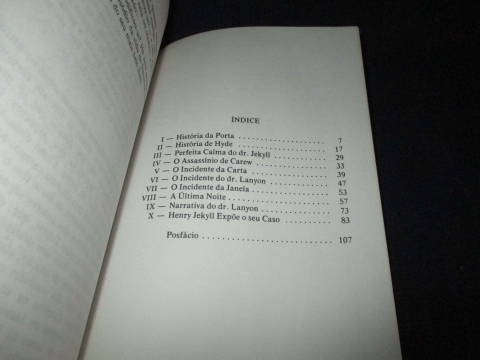 ÍNDICE
I — História da Porta . . . . . . . . . . . . . . . . . . . . . 7
II — História de Hyde . . . . . . . . . . . . . . . . . . . . . 17
III — Perfeita Calma do dr. Jekyll . . . . . . . . . . . . . 29
IV — O Assassínio de Carew . . . . . . . . . . . . . . . . 33
V — O Incidente da Carta . . . . . . . . . . . . . . . . . . 39
VI — O Incidente do dr. Lanyon . . . . . . . . . . . . . 47
VII — O Incidente da Janela . . . . . . . . . . . . . . . . . 53
VIII — A Última Noite . . . . . . . . . . . . . . . . . . . . . . 57
IX — Narrativa do dr. Lanyon . . . . . . . . . . . . . . . 73
X — Henry Jekyll Expõe o seu Caso . . . . . . . . . . 83
Posfácio . . . . . . . . . . . . . . . . . . . . . . . . . . . . 107